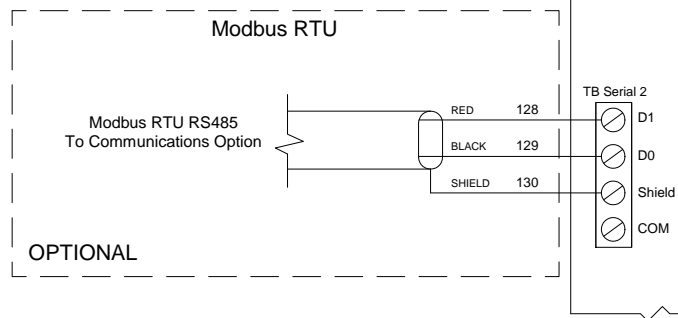 Modbus RTU
TB Serial 2
Modbus RTU RS485
To Communications Option
RED 128 D1
BLACK 129 D0
SHIELD 130 Shield
COM
OPTIONAL